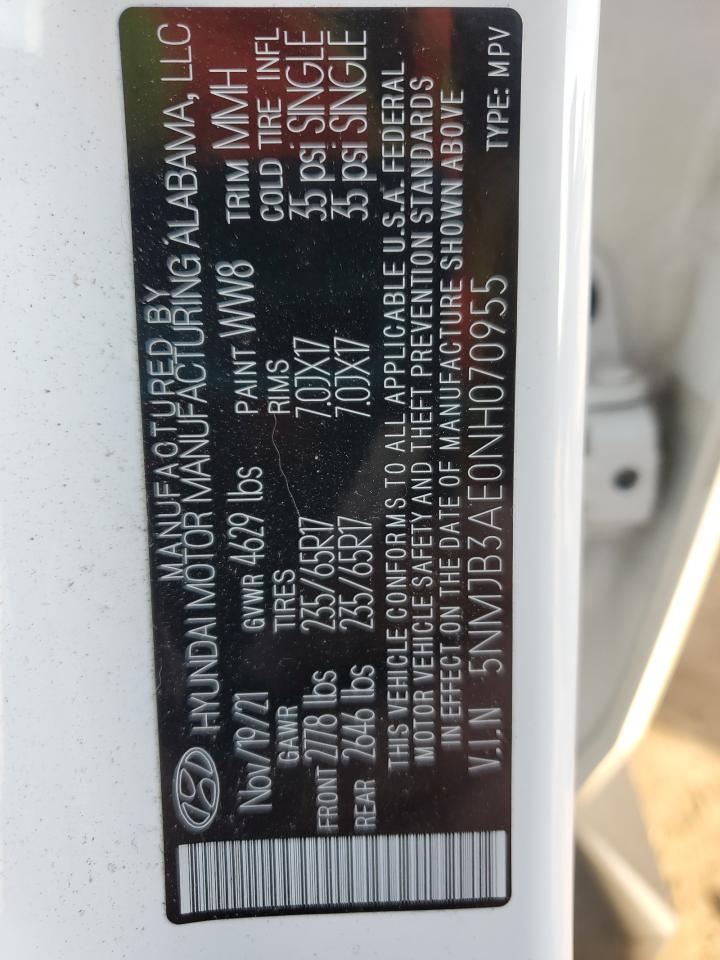 MANUFACTURED BY
HYUNDAI MOTOR MANUFACTURING ALABAMA, LLC
Nov/19/21 GVWR 4629 lbs PAINT WW8 TRIM MMH
GAWR TIRES RIMS COLD TIRE INFL
FRONT 2778 lbs 235/65R17 7.0JX17 35 psi SINGLE
REAR 2646 lbs 235/65R17 7.0JX17 35 psi SINGLE
THIS VEHICLE CONFORMS TO ALL APPLICABLE U.S.A. FEDERAL
MOTOR VEHICLE SAFETY AND THEFT PREVENTION STANDARDS
IN EFFECT ON THE DATE OF MANUFACTURE SHOWN ABOVE
V.I.N 5NMJB3AE0NH070955 TYPE: MPV